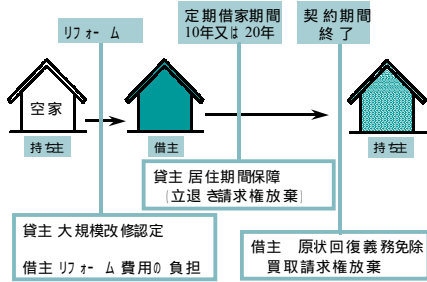 リフォーム
定期借家期間
10年又は20年
契約期間
終了
空家
持ち主
借主
持ち主
貸主 居住期間保障
(立退き請求権放棄)
貸主 大規模改修認定
借主 リフォーム費用の負担
借主 原状回復義務免除
買取請求権放棄